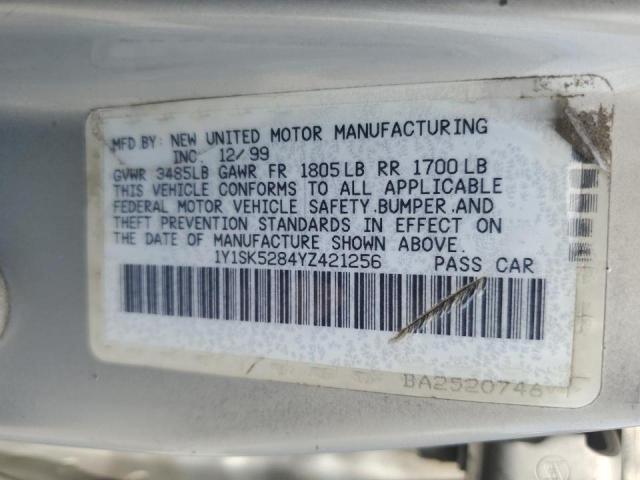 MFD BY: NEW UNITED MOTOR MANUFACTURING
INC 12/99
GVWR 3485LB GAWR FR 1805LB RR 1700LB
THIS VEHICLE CONFORMS TO ALL APPLICABLE
FEDERAL MOTOR VEHICLE SAFETY,BUMPER,AND
THEFT PREVENTION STANDARDS IN EFFECT ON
THE DATE OF MANUFACTURE SHOWN ABOVE.
1Y1SK5284YZ421256 PASS CAR
BA2520746